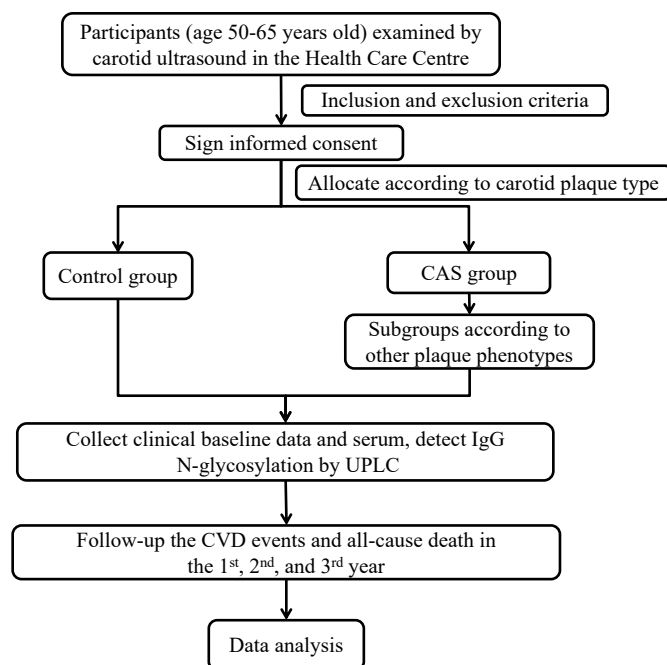 Participants (age 50-65 years old) examined by
carotid ultrasound in the Health Care Centre
Inclusion and exclusion criteria
Sign informed consent
Allocate according to carotid plaque type
Control group
CAS group
Subgroups according to
other plaque phenotypes
Collect clinical baseline data and serum, detect IgG
N-glycosylation by UPLC
Follow-up the CVD events and all-cause death in
the 1st, 2nd, and 3rd year
Data analysis